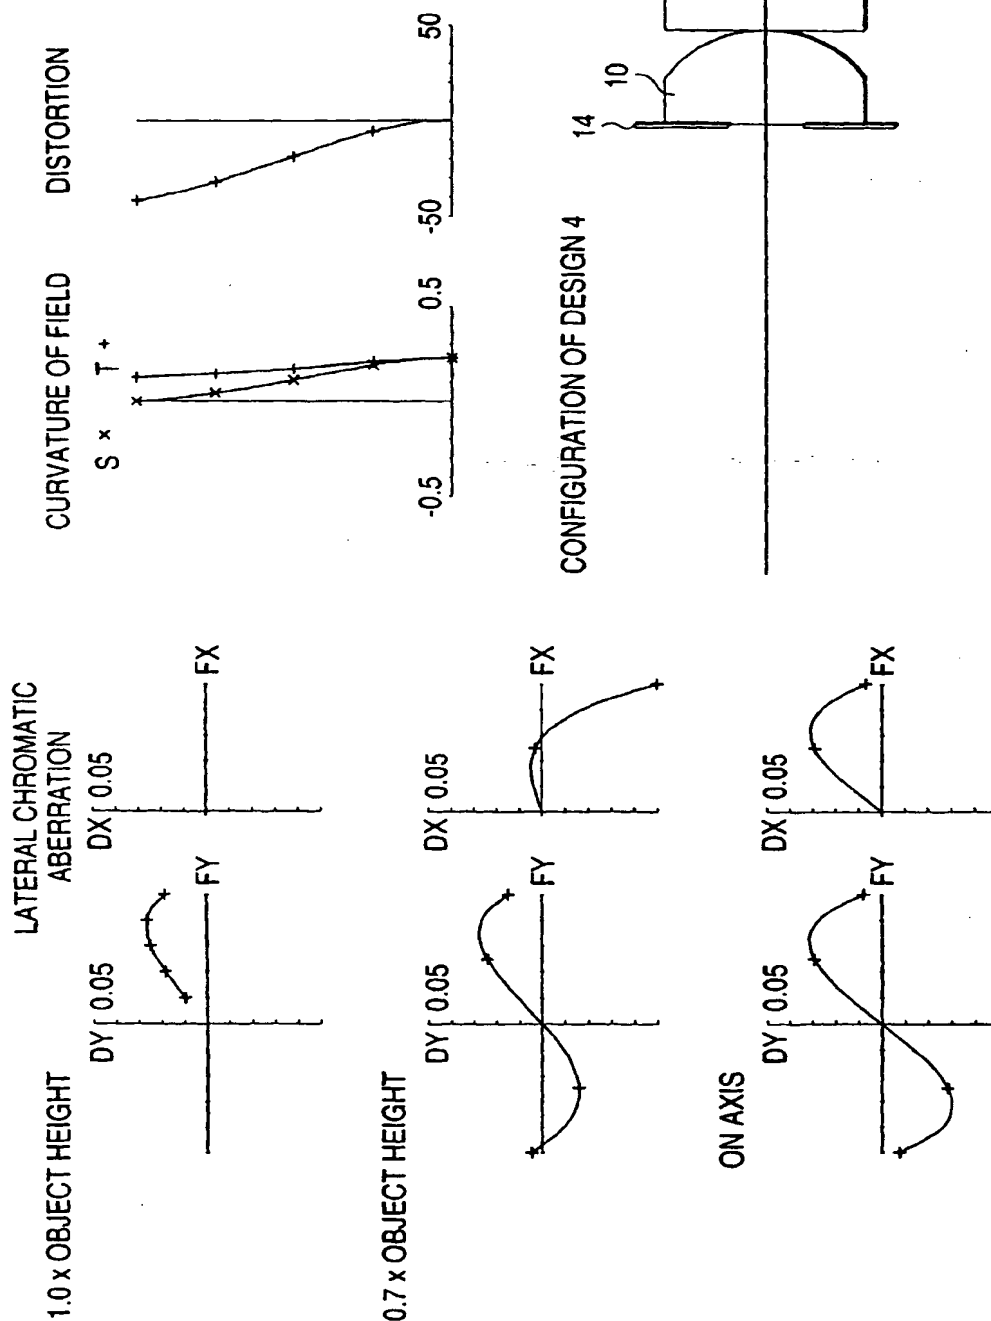 LATERAL CHROMATIC
ABERRATION
1.0 x OBJECT HEIGHT
DY 0.05
FY
DX 0.05
FX
0.7 x OBJECT HEIGHT
DY 0.05
FY
DX 0.05
FX
ON AXIS
DY 0.05
FY
DX 0.05
FX
CURVATURE OF FIELD
S × T +
-0.5 0.5
DISTORTION
-50 50
CONFIGURATION OF DESIGN 4
14
10